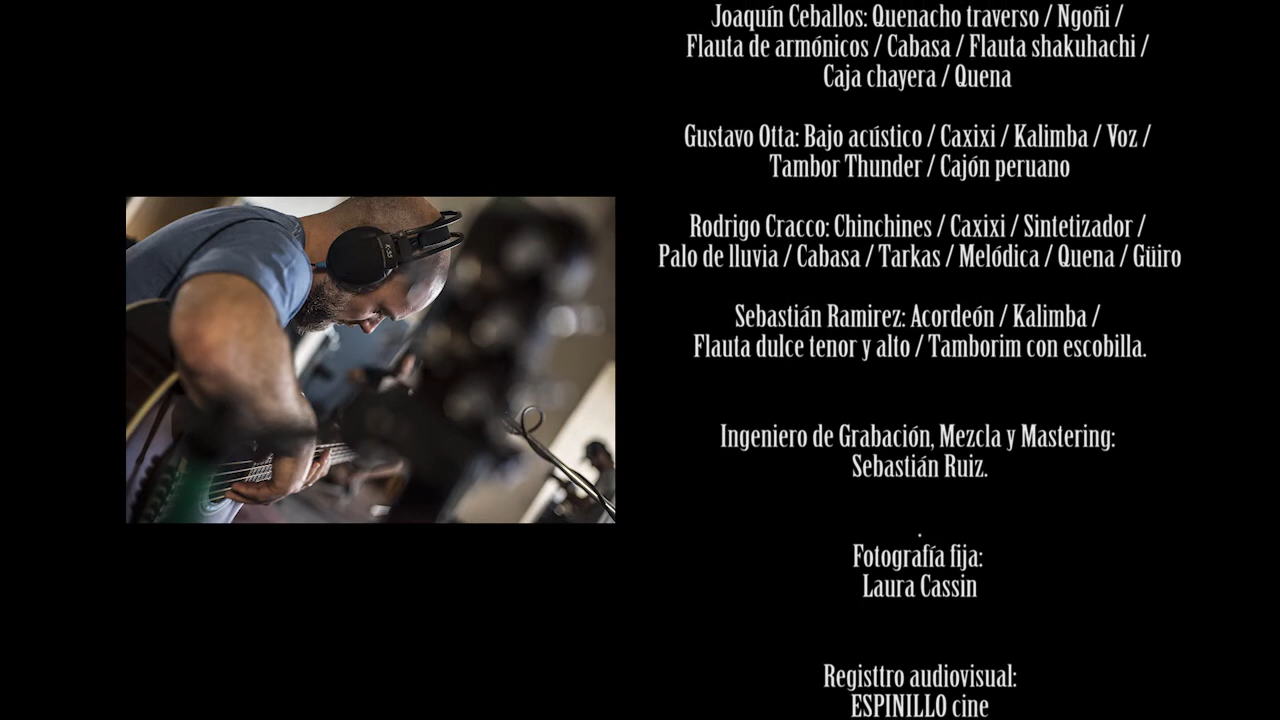 Joaquín Ceballos: Quenacho traverso / Ngoñi /
Flauta de armónicos / Cabasa / Flauta shakuhachi /
Caja chayera / Quena
Gustavo Otta: Bajo acústico / Caxixi / Kalimba / Voz /
Tambor Thunder / Cajón peruano
Rodrigo Cracco: Chinchines / Caxixi / Sintetizador /
Palo de lluvia / Cabasa / Tarkas / Melódica / Quena / Güiro
Sebastián Ramirez: Acordeón / Kalimba /
Flauta dulce tenor y alto / Tamborim con escobilla.
Ingeniero de Grabación, Mezcla y Mastering:
Sebastián Ruiz.
.
Fotografía fija:
Laura Cassin
Registtro audiovisual:
ESPINILLO cine